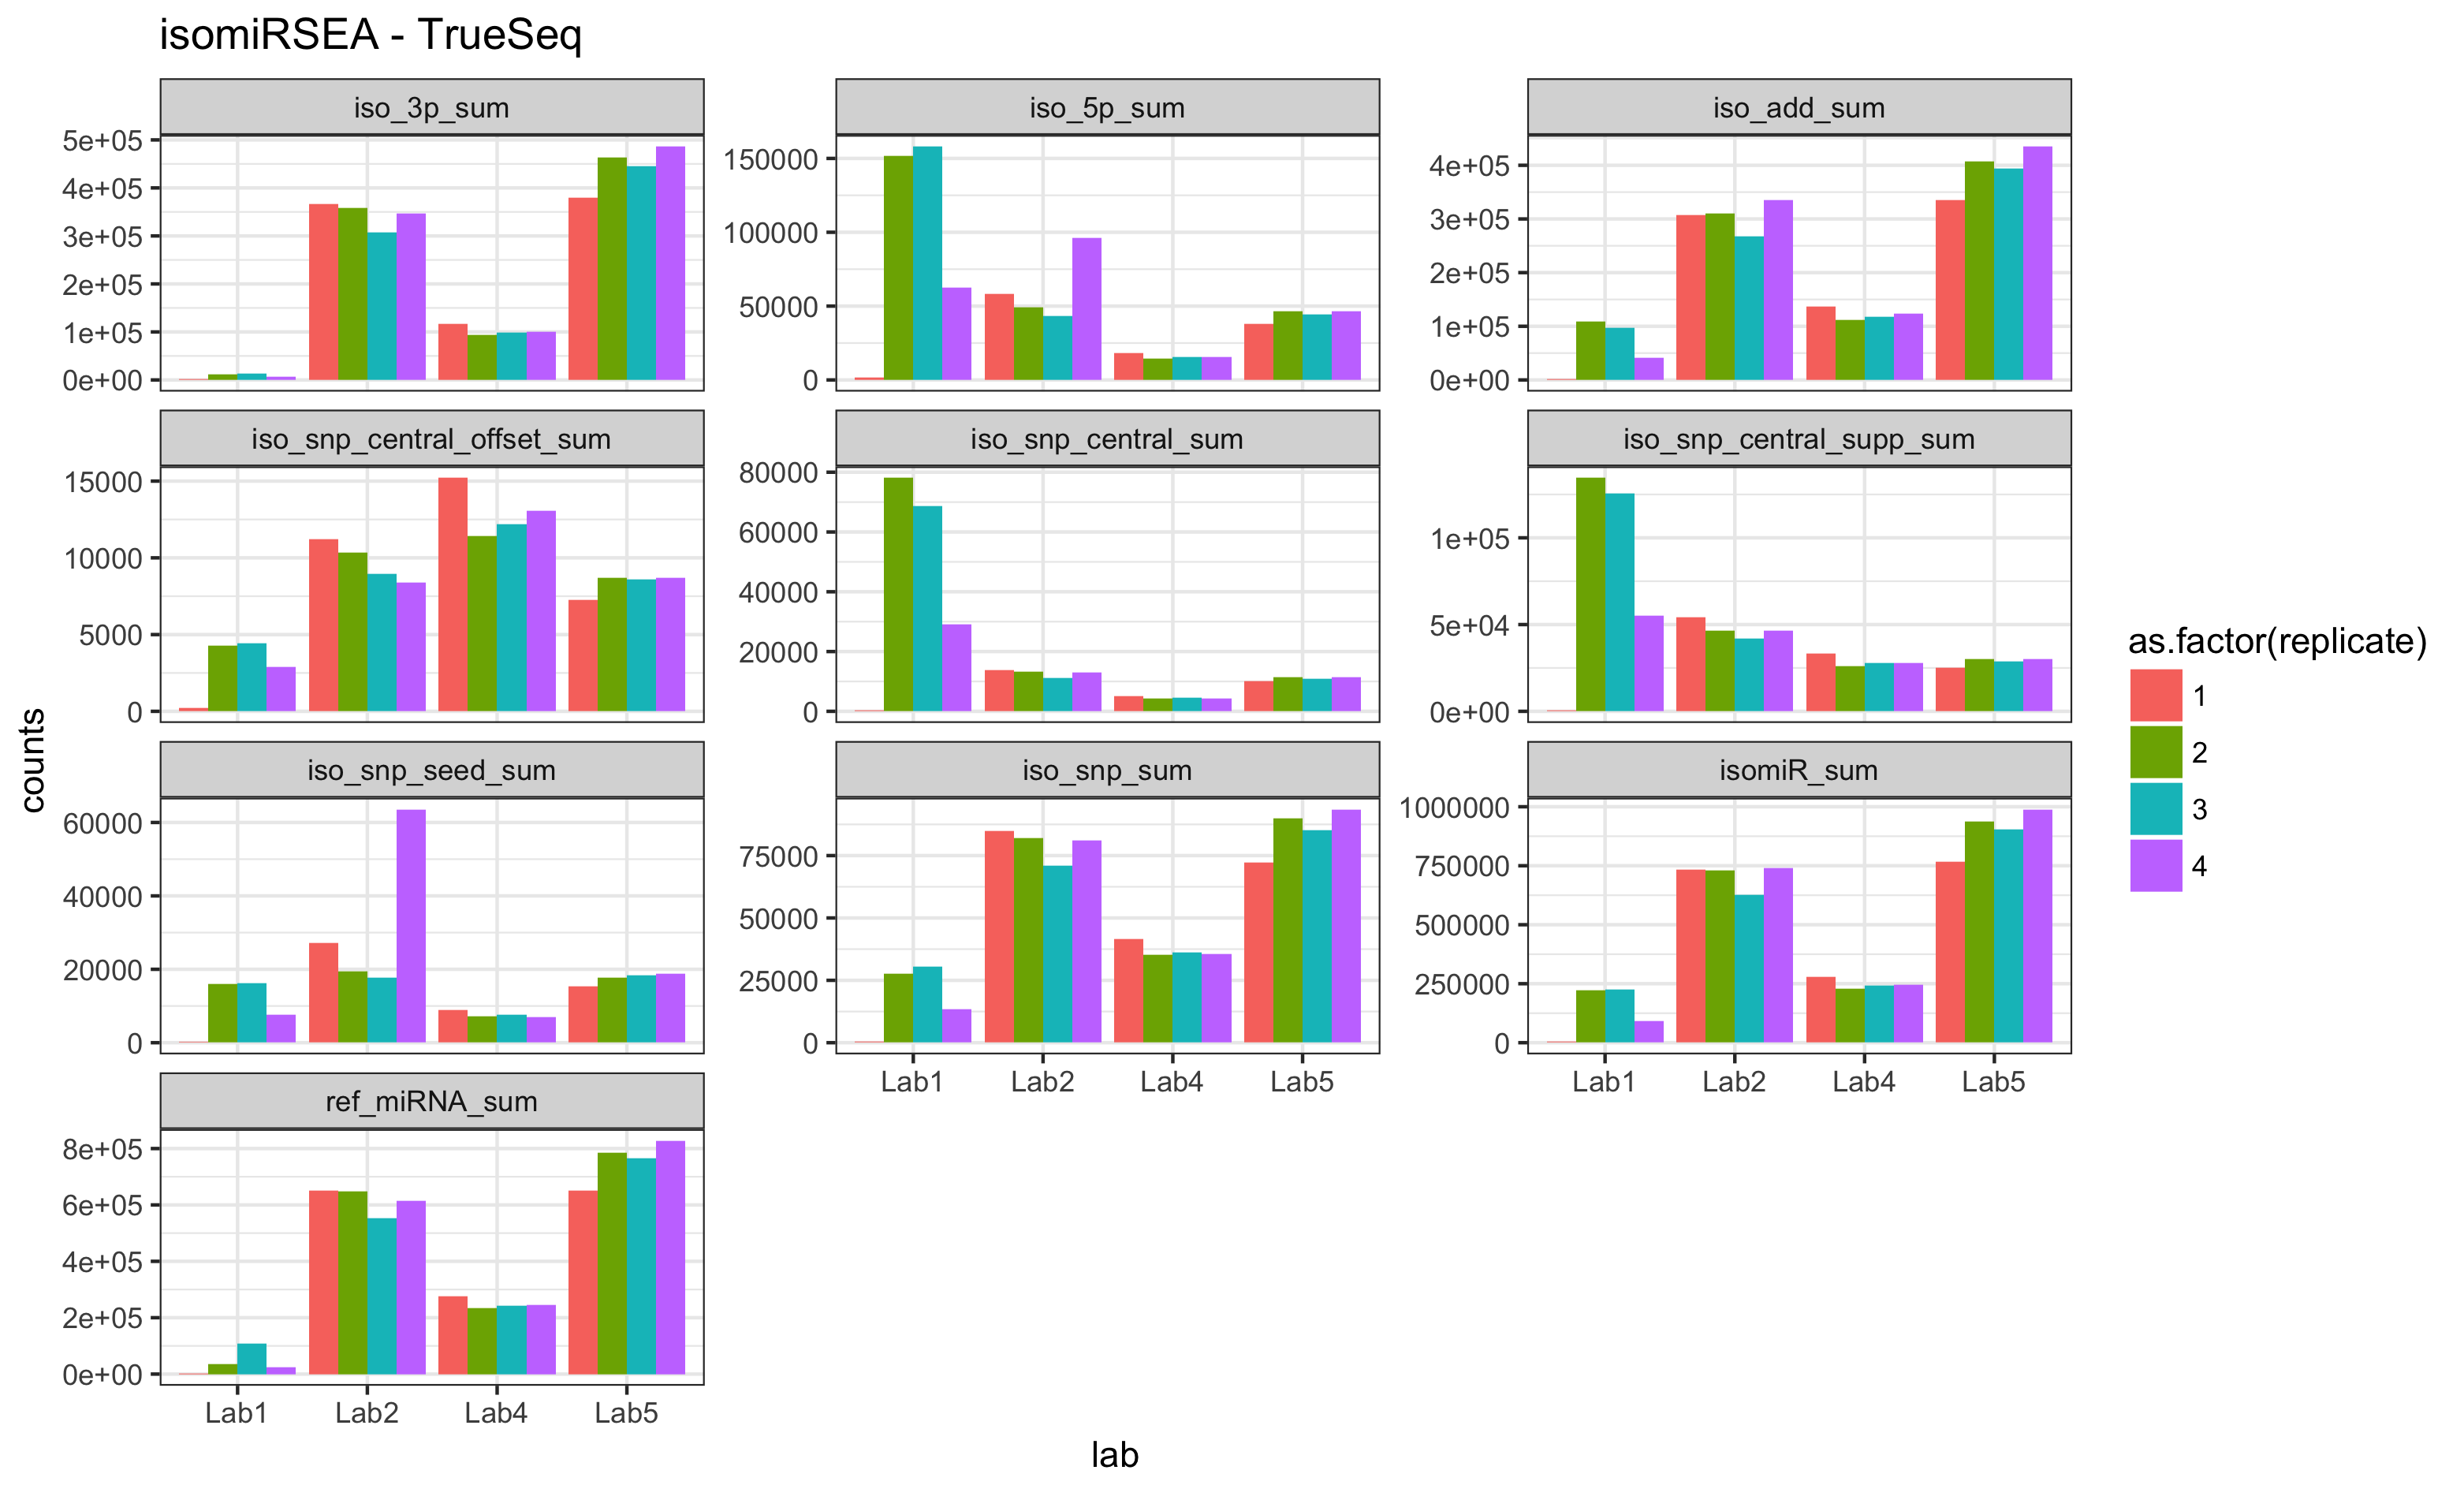 isomiRSEA - TrueSeq
iso_3p_sum
5e+05
4e+05
3e+05
2e+05
1e+05
0e+00
iso_5p_sum
150000
100000
50000
0
iso_add_sum
4e+05
3e+05
2e+05
1e+05
0e+00
iso_snp_central_offset_sum
15000
10000
5000
0
iso_snp_central_sum
80000
60000
40000
20000
0
iso_snp_central_supp_sum
1e+05
5e+04
0e+00
iso_snp_seed_sum
60000
40000
20000
0
iso_snp_sum
75000
50000
25000
0
Lab1 Lab2 Lab4 Lab5
isomiR_sum
1000000
750000
500000
250000
0
Lab1 Lab2 Lab4 Lab5
ref_miRNA_sum
8e+05
6e+05
4e+05
2e+05
0e+00
Lab1 Lab2 Lab4 Lab5
counts
lab
as.factor(replicate)
1
2
3
4